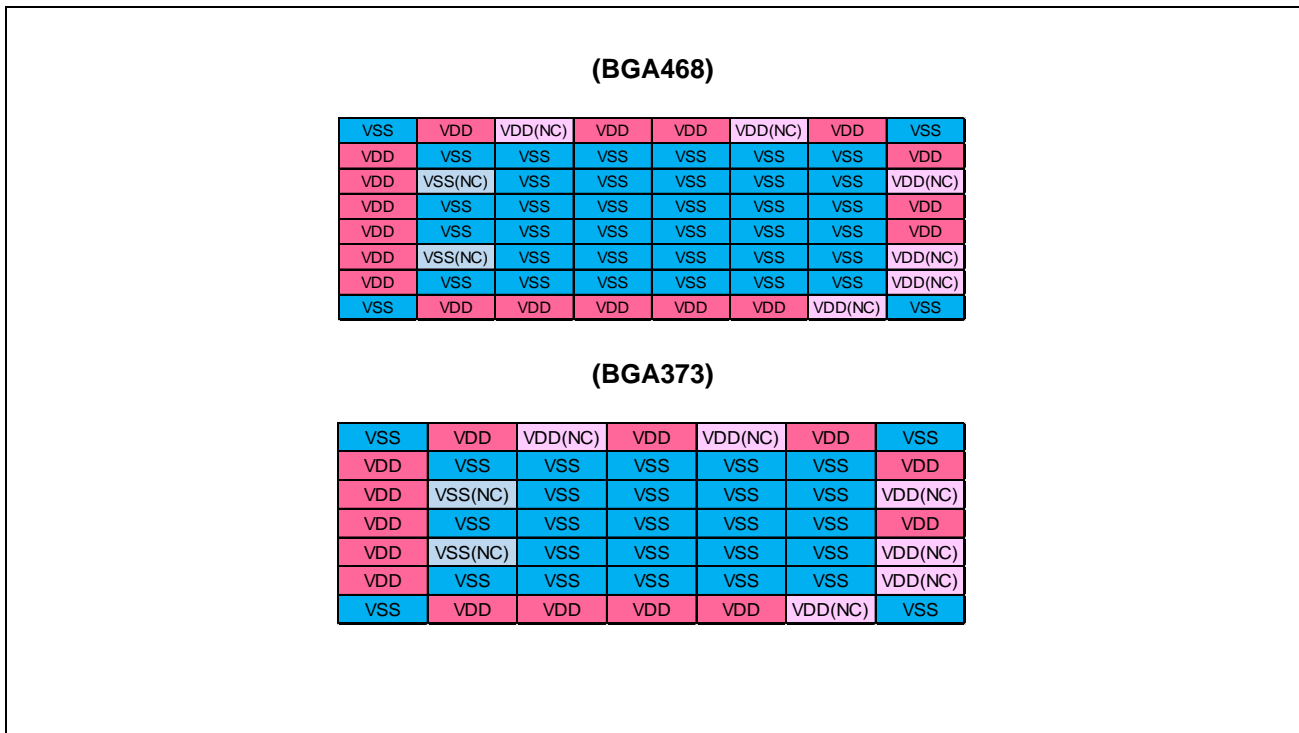 (BGA468)
VSS VDD VDD(NC) VDD VDD VDD(NC) VDD VSS
VDD VSS VSS VSS VSS VSS VSS VDD
VDD VSS(NC) VSS VSS VSS VSS VSS VDD(NC)
VDD VSS VSS VSS VSS VSS VSS VDD
VDD VSS VSS VSS VSS VSS VSS VDD
VDD VSS(NC) VSS VSS VSS VSS VSS VDD(NC)
VDD VSS VSS VSS VSS VSS VSS VDD(NC)
VSS VDD VDD VDD VDD VDD VDD(NC) VSS
(BGA373)
VSS VDD VDD(NC) VDD VDD(NC) VDD VSS
VDD VSS VSS VSS VSS VSS VDD
VDD VSS(NC) VSS VSS VSS VSS VDD(NC)
VDD VSS VSS VSS VSS VSS VDD
VDD VSS(NC) VSS VSS VSS VSS VDD(NC)
VDD VSS VSS VSS VSS VSS VDD(NC)
VSS VDD VDD VDD VDD VDD(NC) VSS